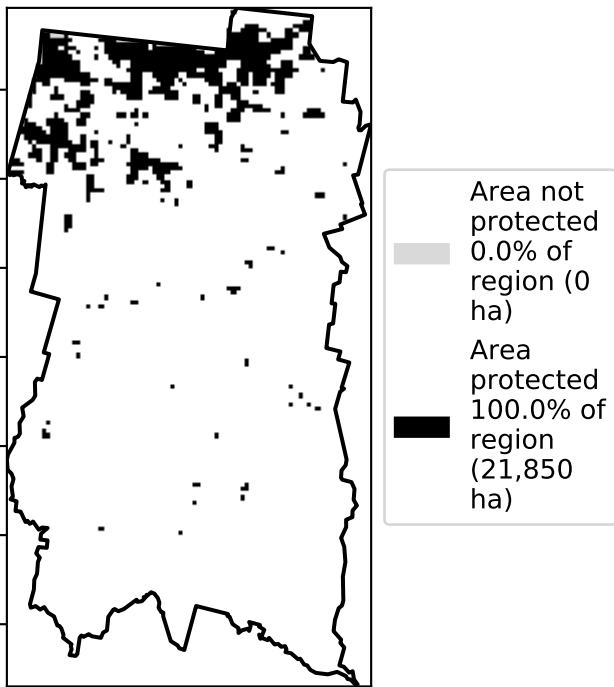 Area not
protected
0.0% of
region (0
ha)
Area
protected
100.0% of
region
(21,850
ha)